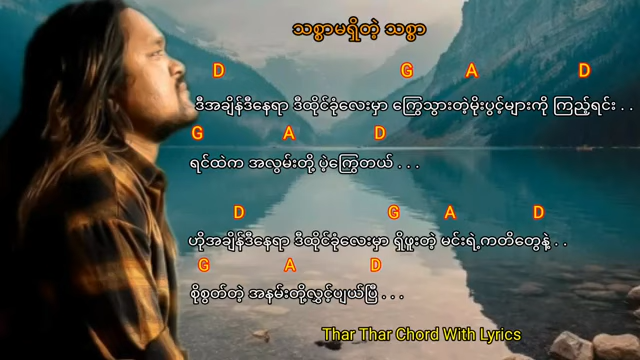 သစ္စာမရှိတဲ့ သစ္စာ
D G A D
ဒီအချိန်ဒီနေရာ ဒီထိုင်ခုံလေးမှာ ကြွေသွားတဲ့မိုးပွင့်များကို ကြည့်ရင်း . .
G A D
ရင်ထဲက အလွမ်းတို့ ပဲ့ကြွေတယ် . . .
D G A D
ဟိုအချိန်ဒီနေရာ ဒီထိုင်ခုံလေးမှာ ရှိဖူးတဲ့ မင်းရဲ့ကတိတွေနဲ့ . .
G A D
စိုစွတ်တဲ့ အနမ်းတို့လွင့်ပျယ်ပြီ . . .
Thar Thar Chord With Lyrics